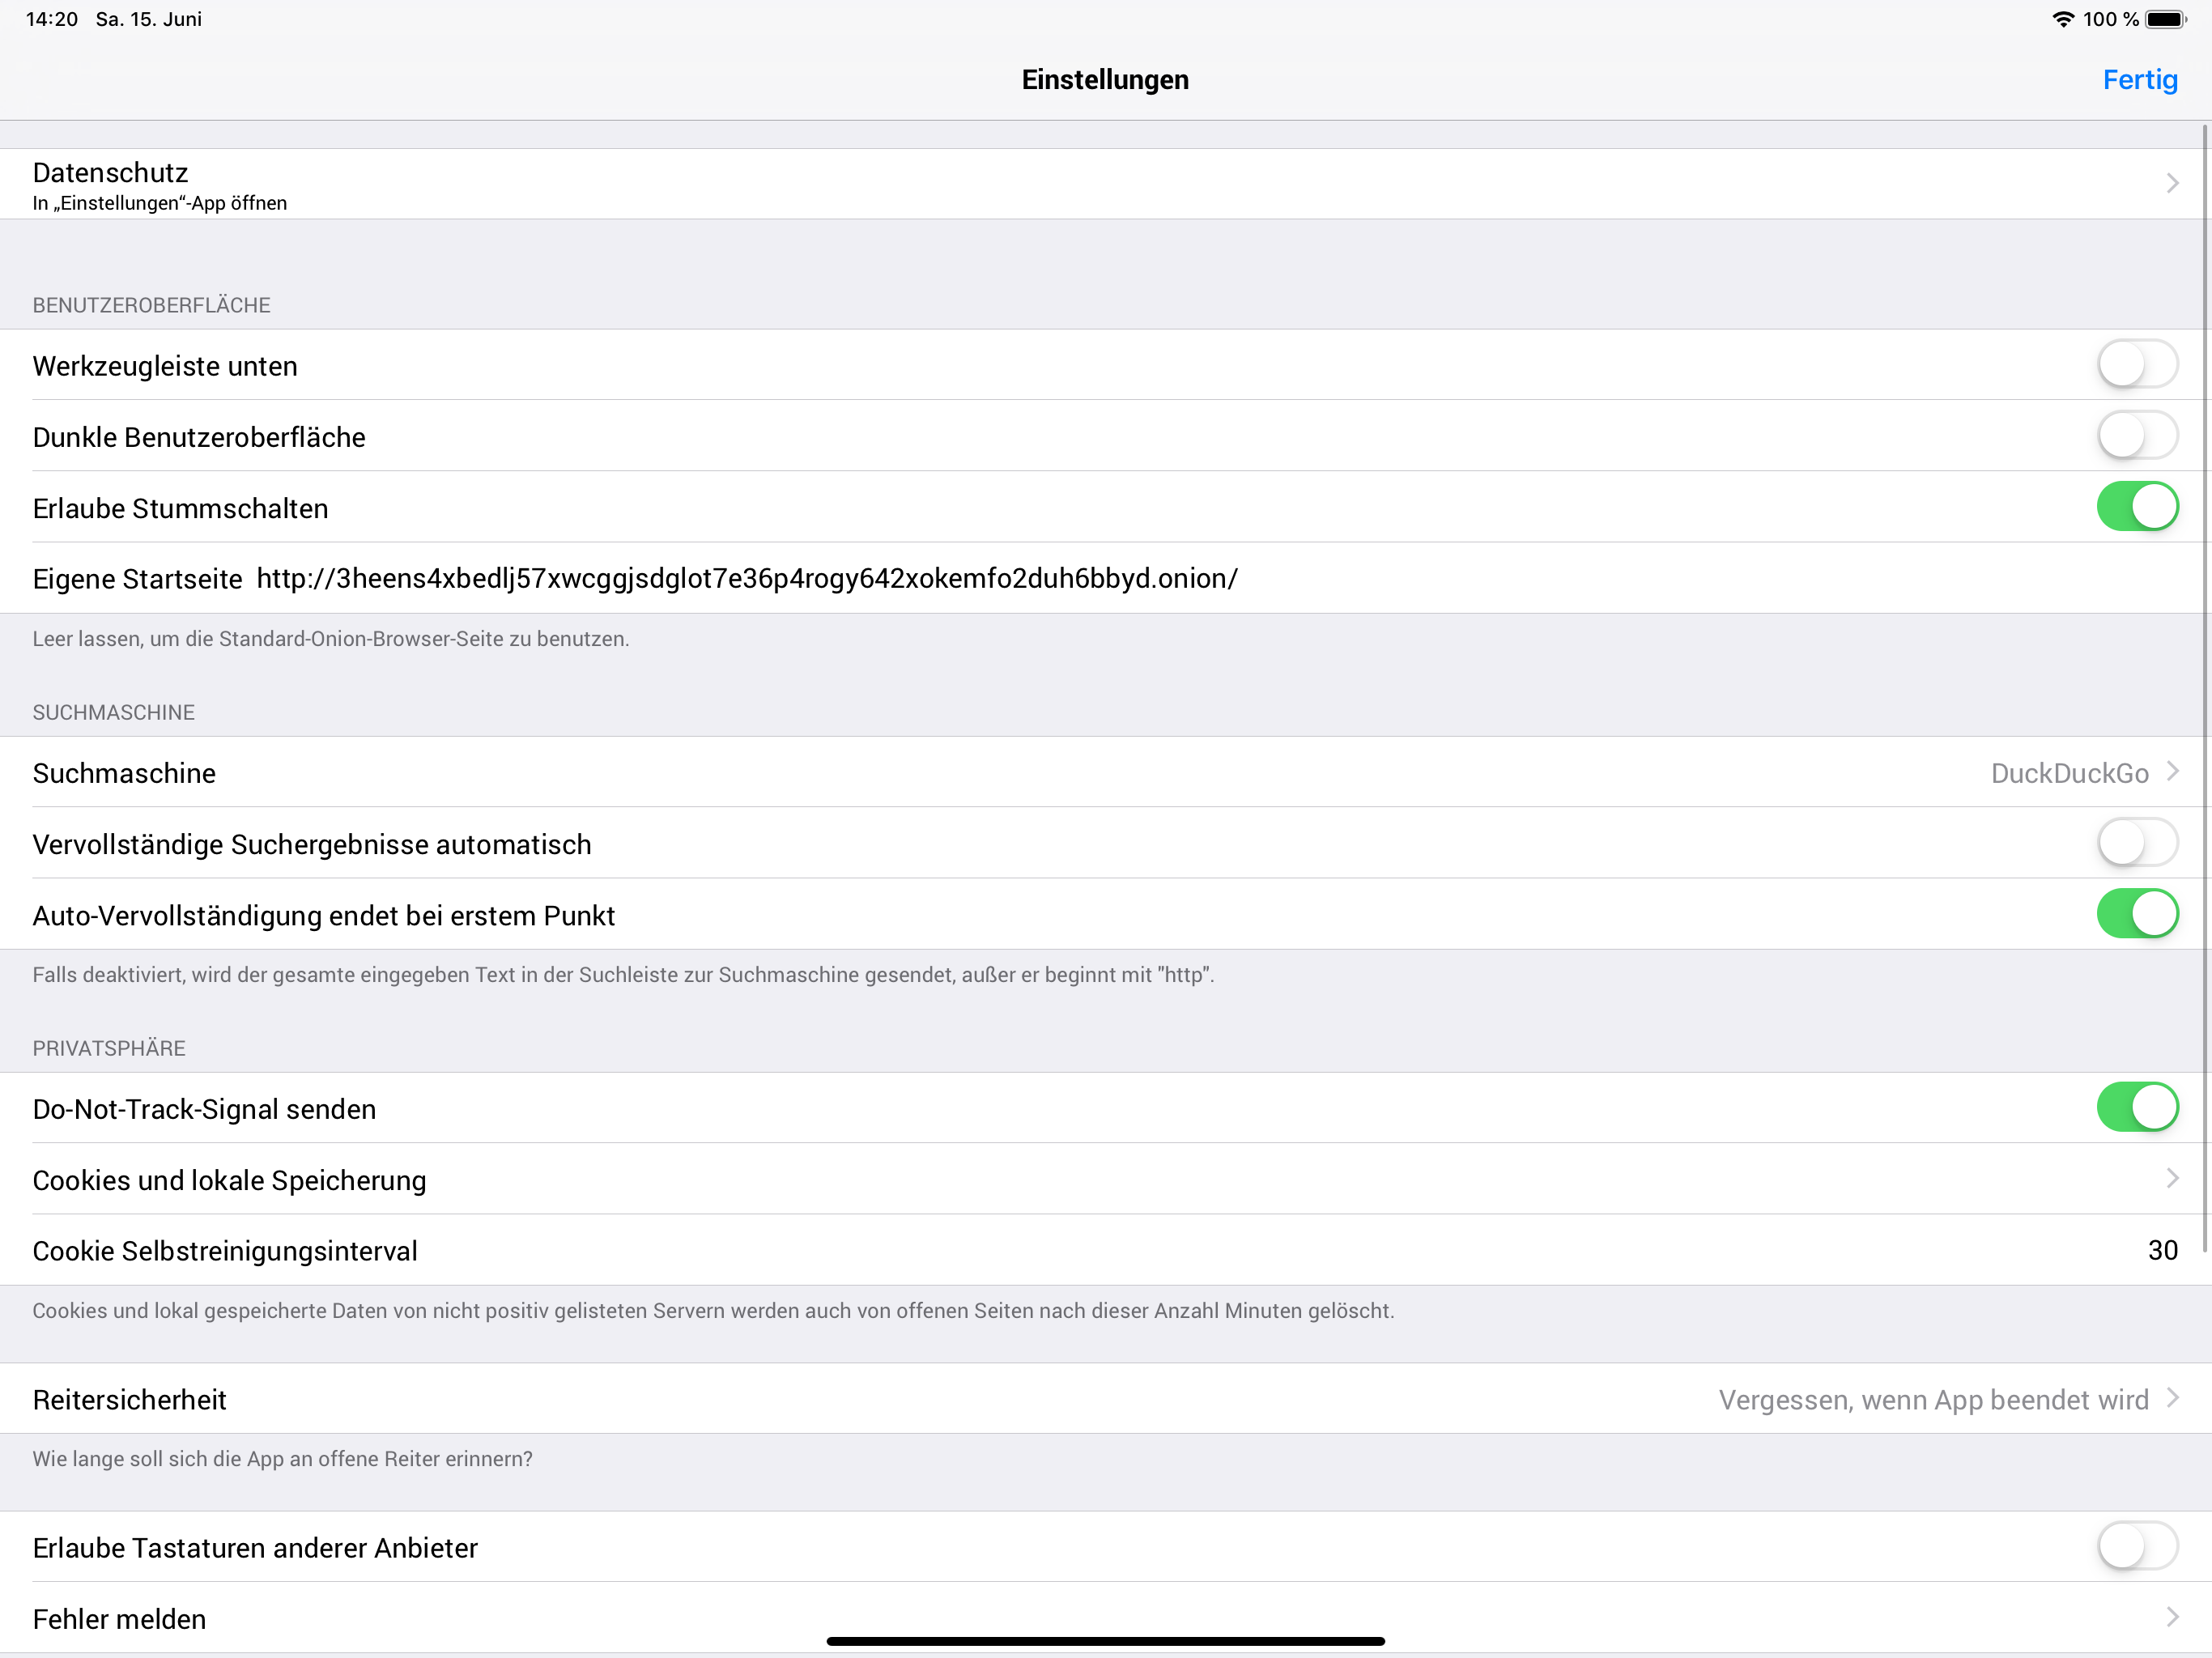 14:20 Sa. 15. Juni 100 %
Einstellungen Fertig
Datenschutz
In „Einstellungen“-App öffnen
BENUTZEROBERFLÄCHE
Werkzeugleiste unten
Dunkle Benutzeroberfläche
Erlaube Stummschalten
Eigene Startseite http://3heens4xbedlj57xwcggjsdglot7e36p4rogy642xokemfo2duh6bbyd.onion/
Leer lassen, um die Standard-Onion-Browser-Seite zu benutzen.
SUCHMASCHINE
Suchmaschine DuckDuckGo
Vervollständige Suchergebnisse automatisch
Auto-Vervollständigung endet bei erstem Punkt
Falls deaktiviert, wird der gesamte eingegeben Text in der Suchleiste zur Suchmaschine gesendet, außer er beginnt mit "http".
PRIVATSPHÄRE
Do-Not-Track-Signal senden
Cookies und lokale Speicherung
Cookie Selbstreinigungsinterval 30
Cookies und lokal gespeicherte Daten von nicht positiv gelisteten Servern werden auch von offenen Seiten nach dieser Anzahl Minuten gelöscht.
Reitersicherheit Vergessen, wenn App beendet wird
Wie lange soll sich die App an offene Reiter erinnern?
Erlaube Tastaturen anderer Anbieter
Fehler melden